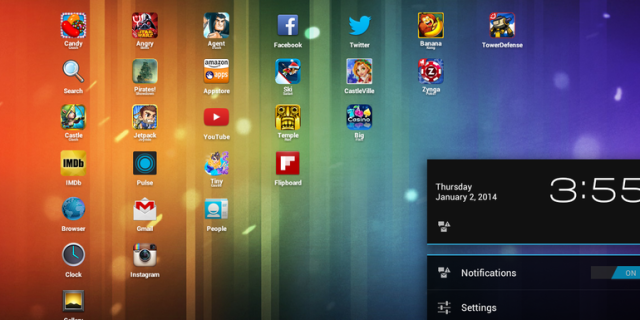 Candy
Angry
Agent
Facebook
Twitter
Banana
TowerDefense
Search
Pirates!
amazon
apps
AppStore
Ski
CastleVille
Zynga
Castle
Jetpack
YouTube
Temple
Casino
Big
IMDb
IMDb
Pulse
Tiny
Flipboard
Browser
Gmail
People
Clock
Instagram
Thursday
January 2, 2014
3:55
Notifications
ON
Settings